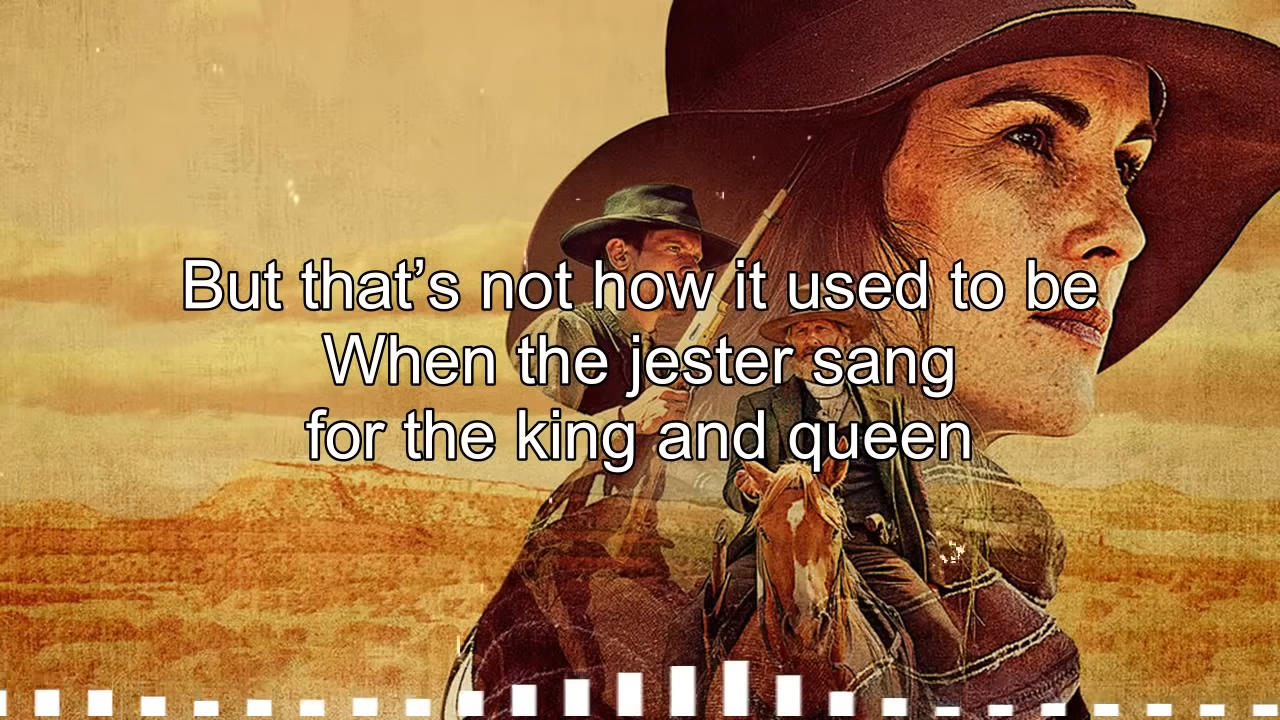 But that’s not how it used to be
When the jester sang
for the king and queen